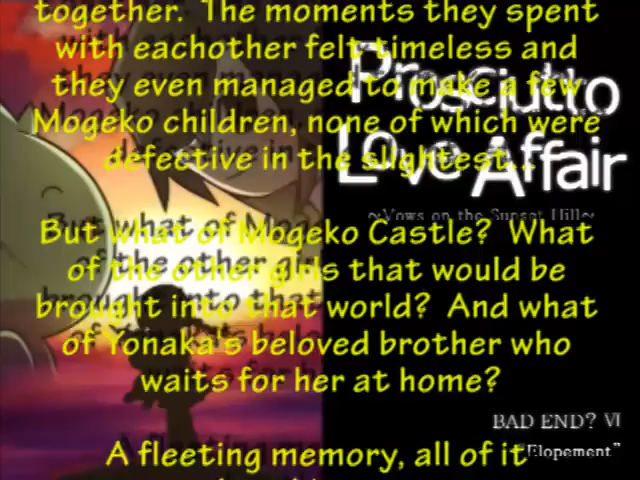 together. The moments they spent
with eachother felt timeless and
they even managed to make a few
Mogeko children, none of which were
defective in the slightest...
But what of Mogeko Castle? What
of the other girls that would be
brought into that world? And what
of Yonaka's beloved brother who
waits for her at home?
A fleeting memory, all of it
Prosciutto
Love Affair
~Vows on the Sunset Hill~
BAD END? VI
"Elopement"